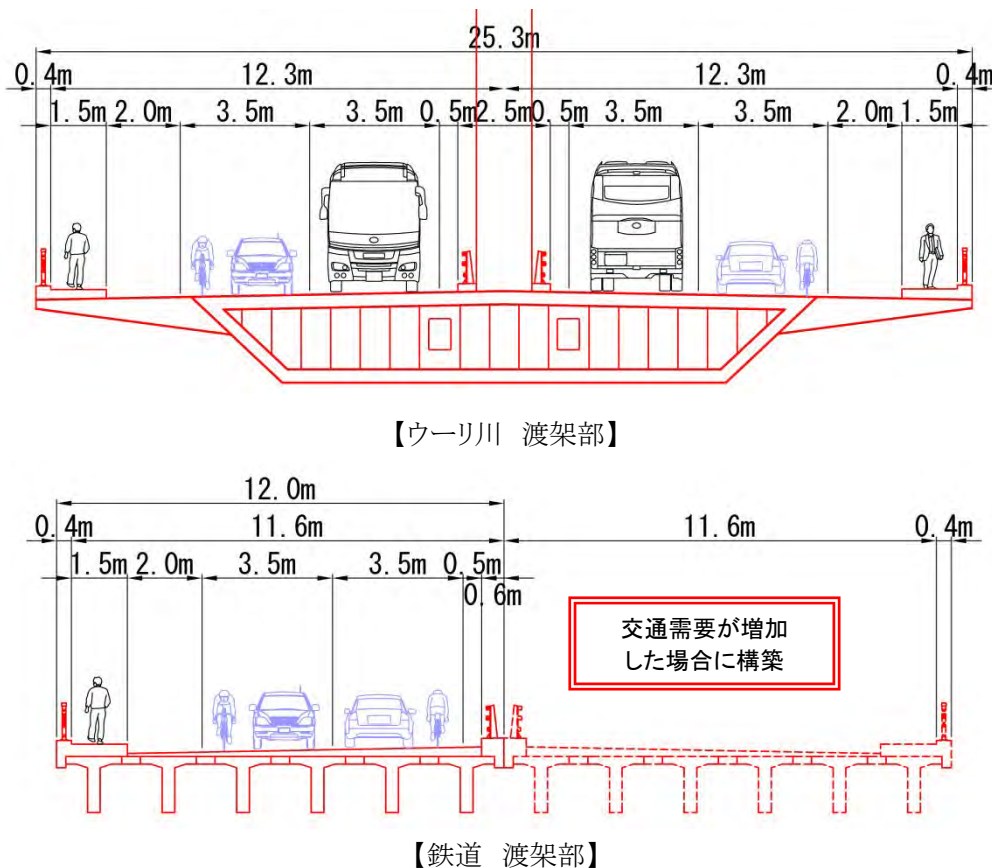 25.3m
0.4m 12.3m 12.3m 0.4m
1.5m 2.0m 3.5m 3.5m 0.5m 2.5m 0.5m 3.5m 3.5m 2.0m 1.5m
【ウーリ川 渡架部】
12.0m
0.4m 11.6m 11.6m 0.4m
1.5m 2.0m 3.5m 3.5m 0.5m
0.6m
交通需要が増加
した場合に構築
【鉄道 渡架部】